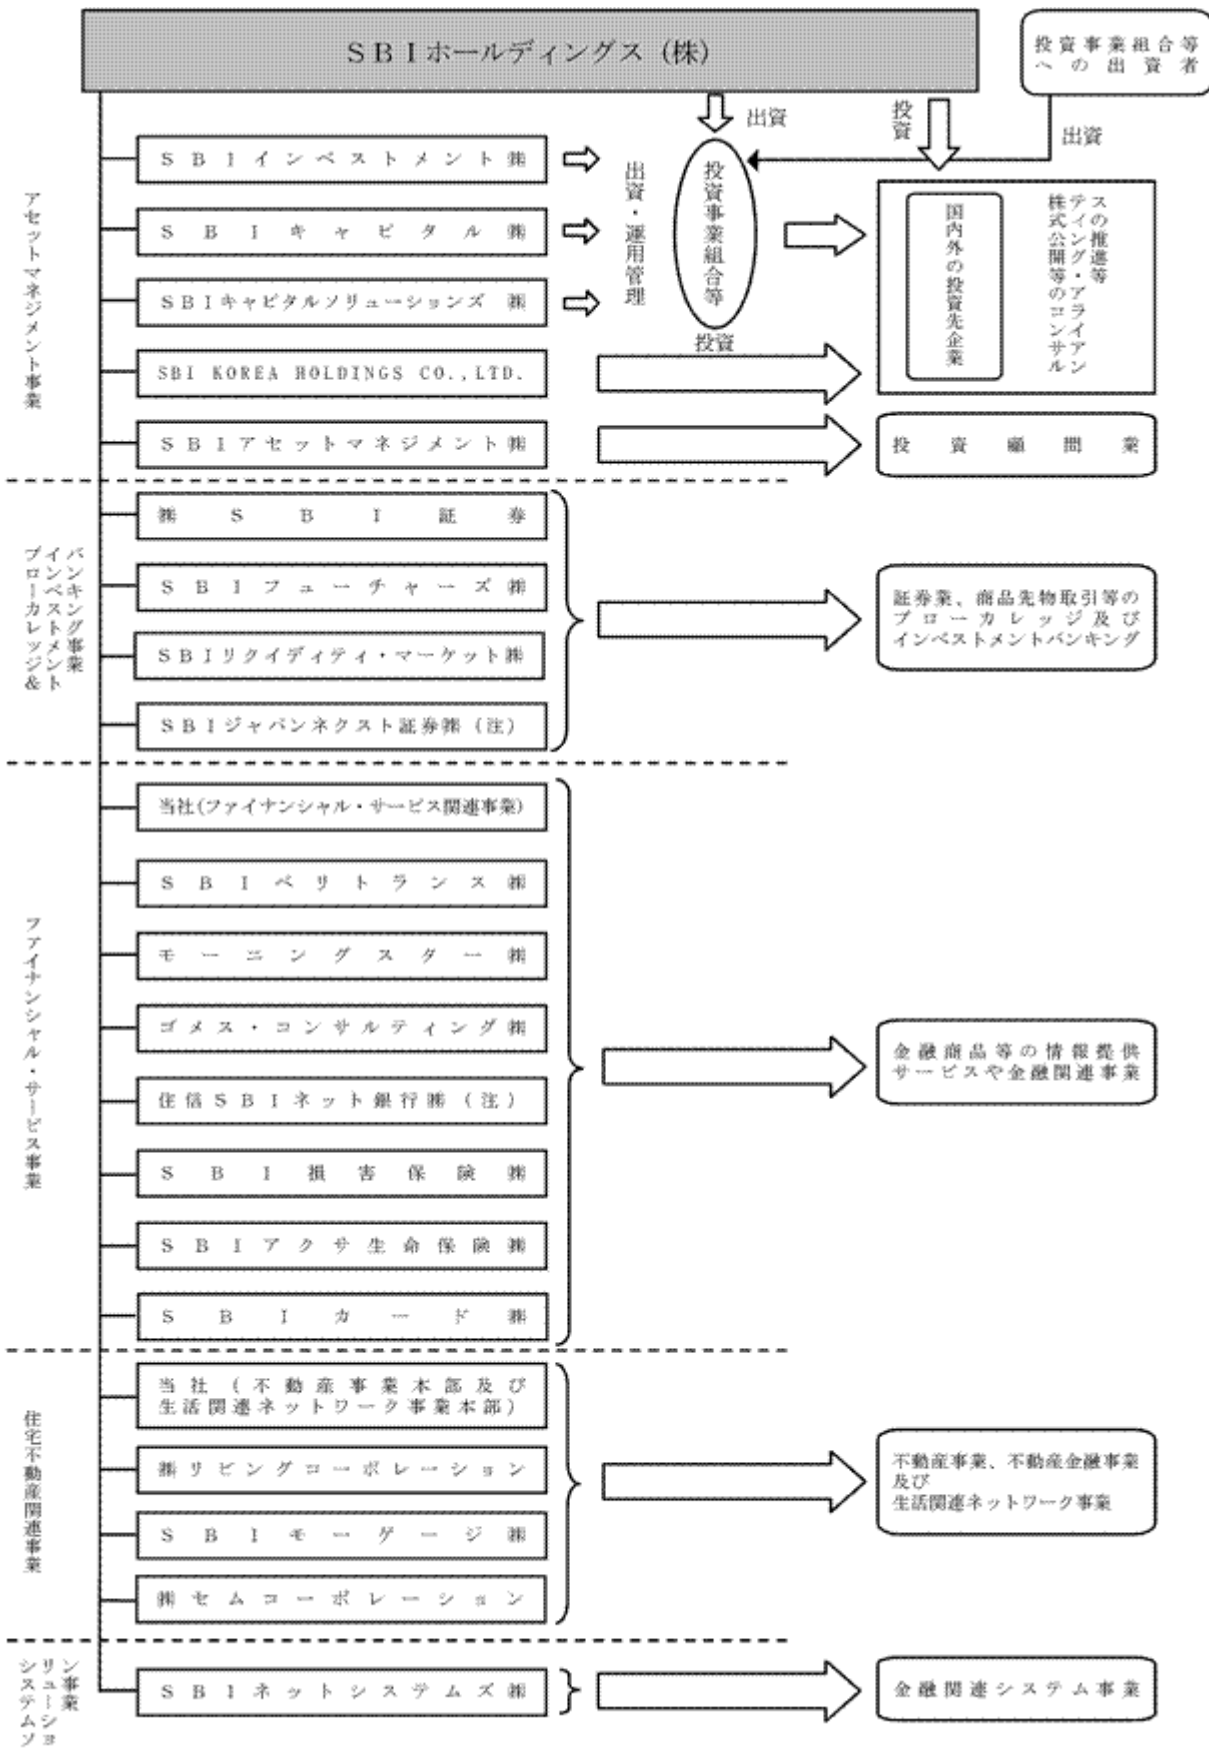 SBIホールディングス（株）
投資事業組合等
への出資者
出資
投資
出資
アセットマネジメント事業
SBIインベストメント㈱
SBIキャピタル㈱
SBIキャピタルソリューションズ㈱
SBI KOREA HOLDINGS CO.,LTD.
SBIアセットマネジメント㈱
出資・運用管理
投資事業組合等
投資
国内外の投資先企業
株式公開等のコンサル
ティング・アライアン
スの推進等
投資顧問業
ブローカレッジ&
インベストメント
バンキング事業
㈱SBI証券
SBIフューチャーズ㈱
SBIリクイディティ・マーケット㈱
SBIジャパンネクスト証券㈱（注）
証券業、商品先物取引等の
ブローカレッジ及び
インベストメントバンキング
ファイナンシャル・サービス事業
当社(ファイナンシャル・サービス関連事業)
SBIベリトランス㈱
モーニングスター㈱
ゴメス・コンサルティング㈱
住信SBIネット銀行㈱（注）
SBI損害保険㈱
SBIアクサ生命保険㈱
SBIカード㈱
金融商品等の情報提供
サービスや金融関連事業
住宅不動産関連事業
当社（不動産事業本部及び
生活関連ネットワーク事業本部）
㈱リビングコーポレーション
SBIモーゲージ㈱
㈱セムコーポレーション
不動産事業、不動産金融事業
及び
生活関連ネットワーク事業
システムソ
リューショ
ン事業
SBIネットシステムズ㈱
金融関連システム事業